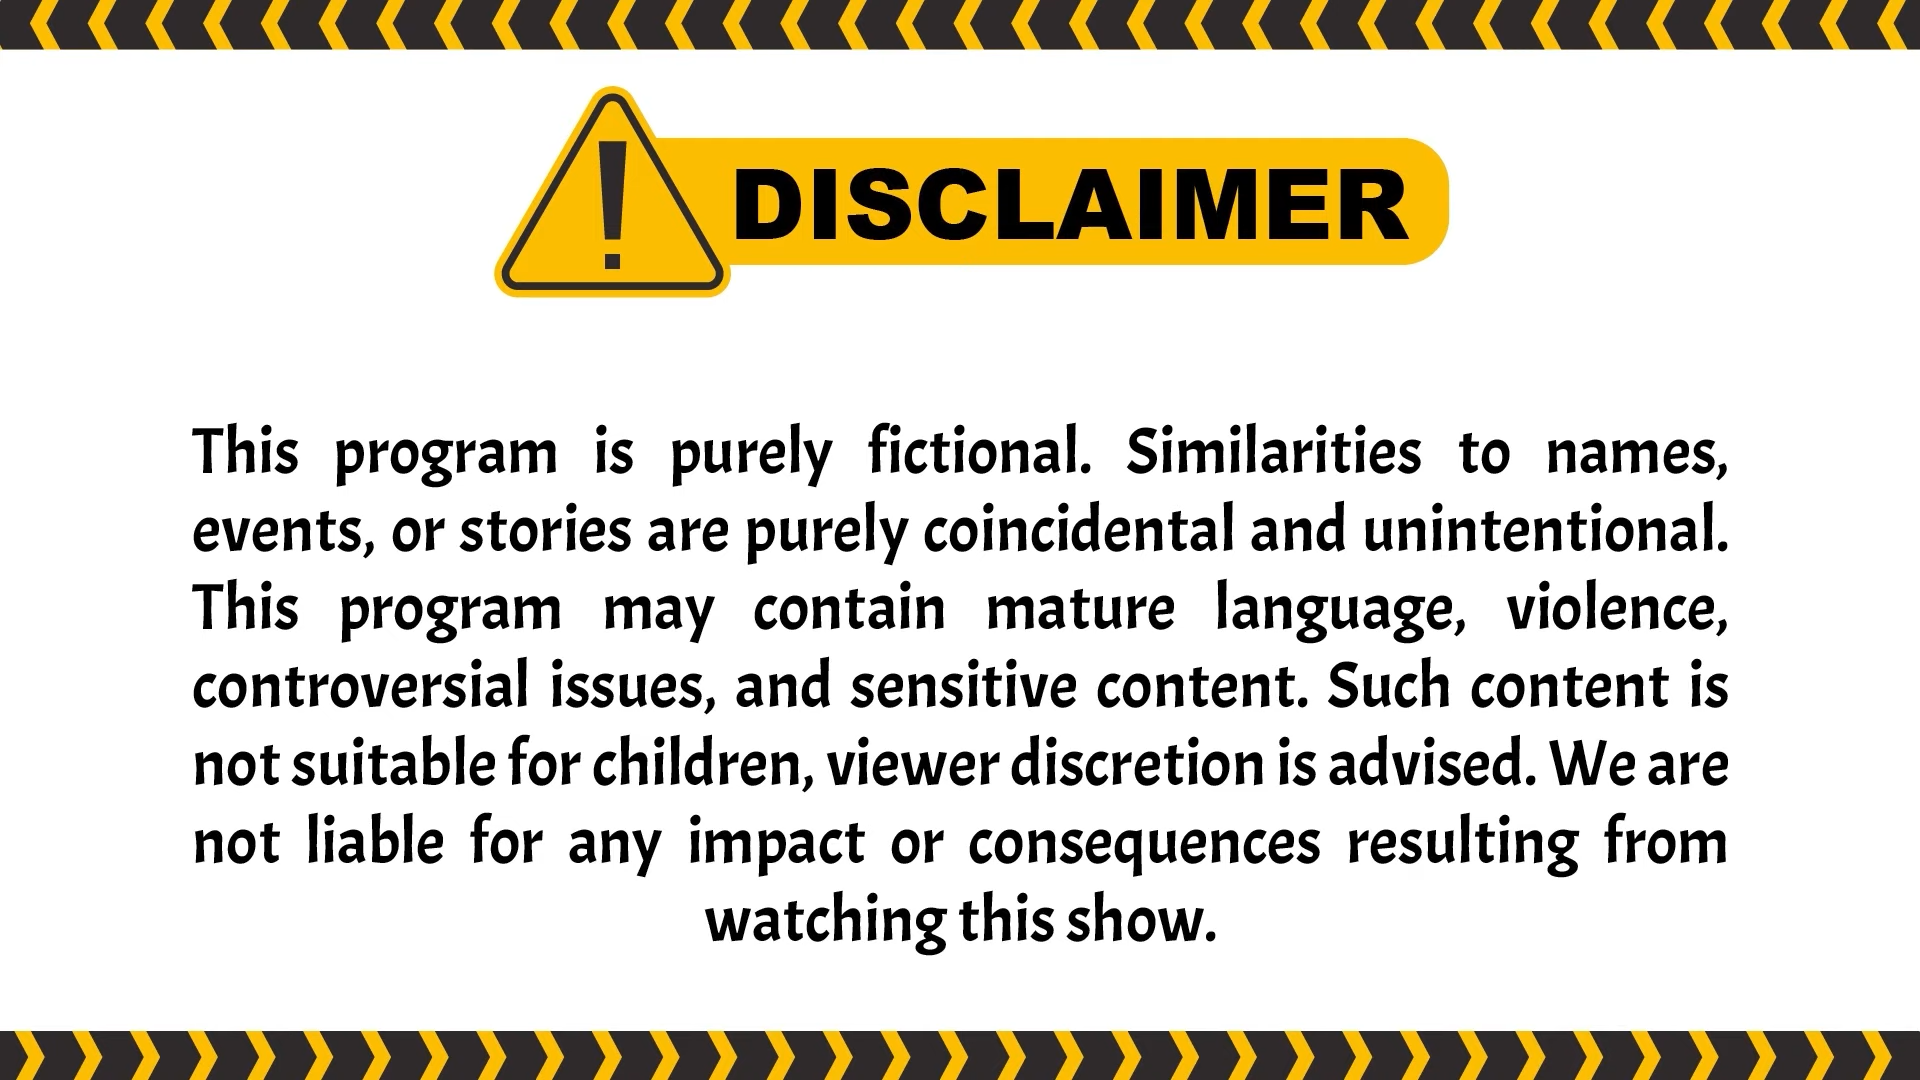 !
DISCLAIMER
This program is purely fictional. Similarities to names,
events, or stories are purely coincidental and unintentional.
This program may contain mature language, violence,
controversial issues, and sensitive content. Such content is
not suitable for children, viewer discretion is advised. We are
not liable for any impact or consequences resulting from
watching this show.